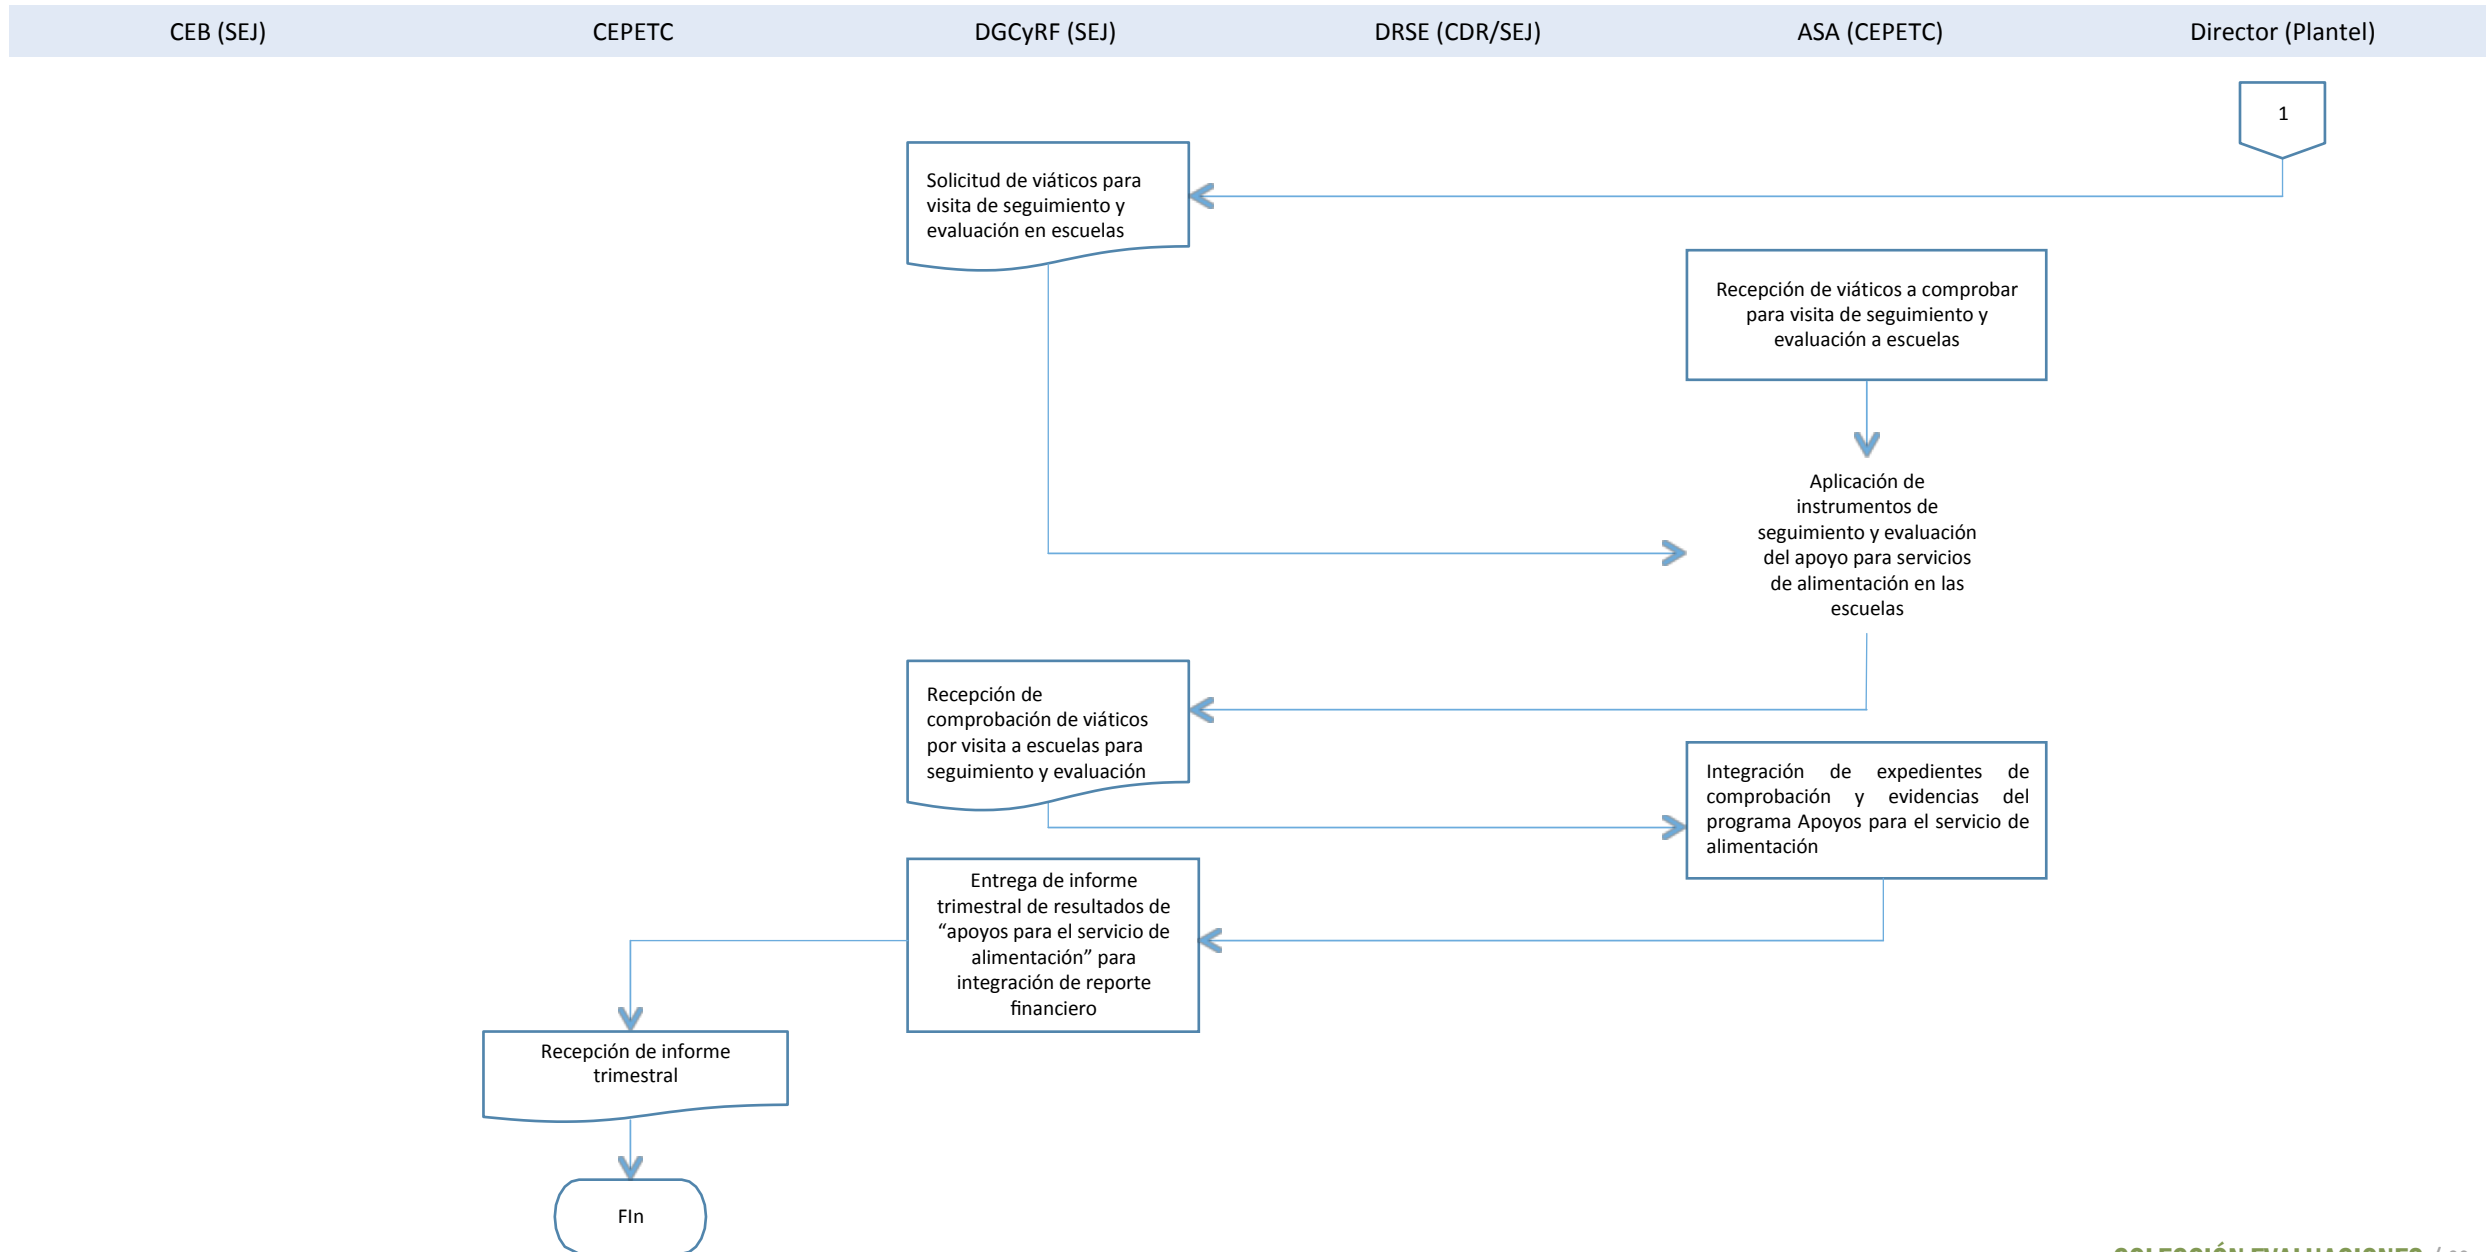 CEB (SEJ)
CEPETC
DGCyRF (SEJ)
DRSE (CDR/SEJ)
ASA (CEPETC)
Director (Plantel)
1
Solicitud de viáticos para
visita de seguimiento y
evaluación en escuelas
Recepción de viáticos a comprobar
para visita de seguimiento y
evaluación a escuelas
Aplicación de
instrumentos de
seguimiento y evaluación
del apoyo para servicios
de alimentación en las
escuelas
Recepción de
comprobación de viáticos
por visita a escuelas para
seguimiento y evaluación
Integración de expedientes de
comprobación y evidencias del
programa Apoyos para el servicio de
alimentación
Entrega de informe
trimestral de resultados de
“apoyos para el servicio de
alimentación” para
integración de reporte
financiero
Recepción de informe
trimestral
FIn
COLECCIÓN EVALUACIONES /